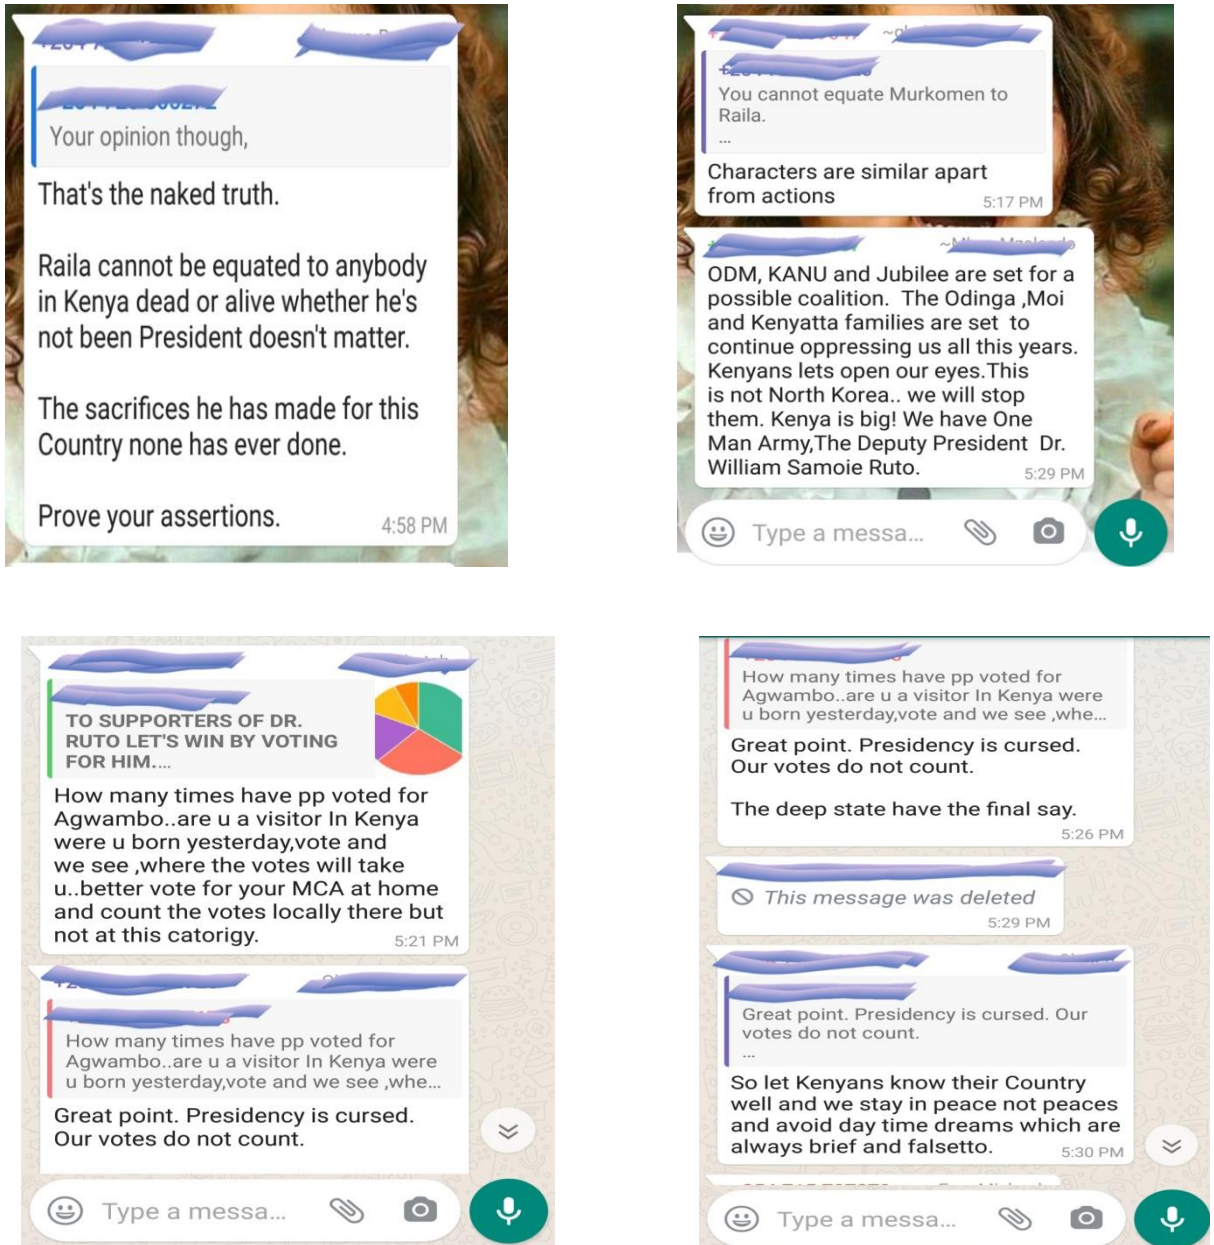 Your opinion though,
That's the naked truth.
Raila cannot be equated to anybody
in Kenya dead or alive whether he's
not been President doesn't matter.
The sacrifices he has made for this
Country none has ever done.
Prove your assertions.
4:58 PM
You cannot equate Murkomen to
Raila.
...
Characters are similar apart
from actions
5:17 PM
ODM, KANU and Jubilee are set for a
possible coalition. The Odinga ,Moi
and Kenyatta families are set to
continue oppressing us all this years.
Kenyans lets open our eyes.This
is not North Korea.. we will stop
them. Kenya is big! We have One
Man Army,The Deputy President Dr.
William Samoie Ruto.
5:29 PM
Type a messa...
TO SUPPORTERS OF DR.
RUTO LET'S WIN BY VOTING
FOR HIM....
How many times have pp voted for
Agwambo..are u a visitor In Kenya
were u born yesterday,vote and
we see ,where the votes will take
u..better vote for your MCA at home
and count the votes locally there but
not at this catorigy.
5:21 PM
How many times have pp voted for
Agwambo..are u a visitor In Kenya were
u born yesterday,vote and we see ,whe...
Great point. Presidency is cursed.
Our votes do not count.
Type a messa...
How many times have pp voted for
Agwambo..are u a visitor In Kenya were
u born yesterday,vote and we see ,whe...
Great point. Presidency is cursed.
Our votes do not count.
The deep state have the final say.
5:26 PM
This message was deleted
5:29 PM
Great point. Presidency is cursed. Our
votes do not count.
...
So let Kenyans know their Country
well and we stay in peace not peaces
and avoid day time dreams which are
always brief and falsetto.
5:30 PM
Type a messa...